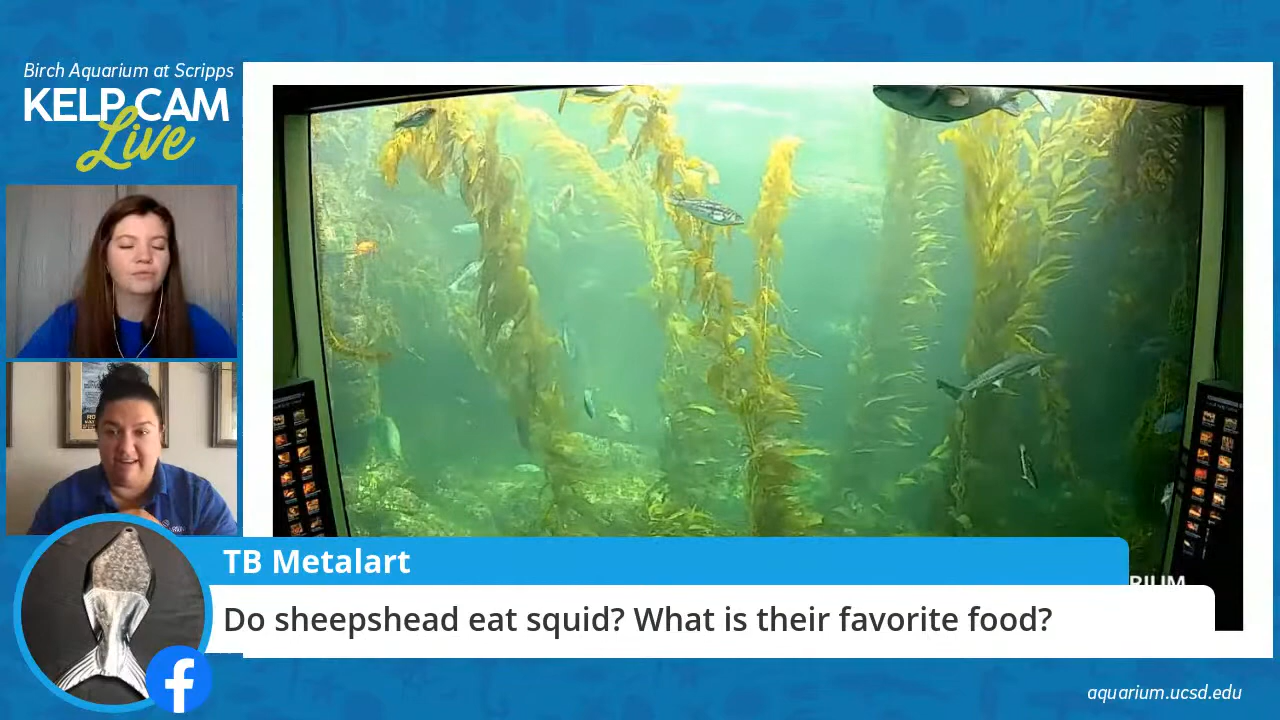 Birch Aquarium at Scripps
KELP CAM
Live
RIUM
TB Metalart
Do sheepshead eat squid? What is their favorite food?
aquarium.ucsd.edu